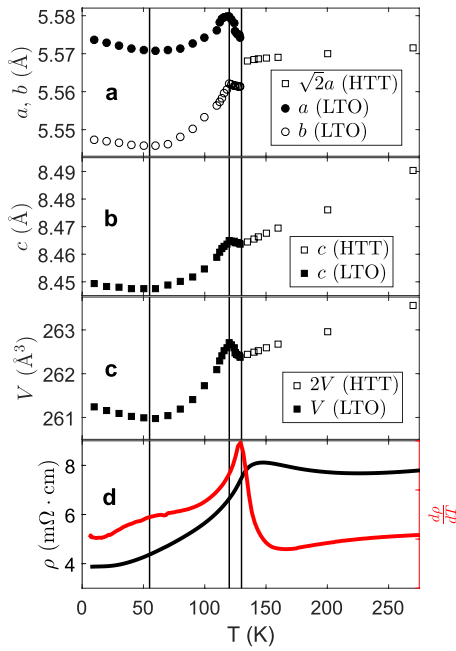 5.58
5.57
5.56
5.55
a, b (Å)
a
√2a (HTT)
a (LTO)
b (LTO)
8.49
8.48
8.47
8.46
8.45
c (Å)
b
c (HTT)
c (LTO)
263
262
261
V (Å³)
c
2V (HTT)
V (LTO)
8
6
4
ρ (mΩ · cm)
d
dρ/dT
0 50 100 150 200 250
T (K)